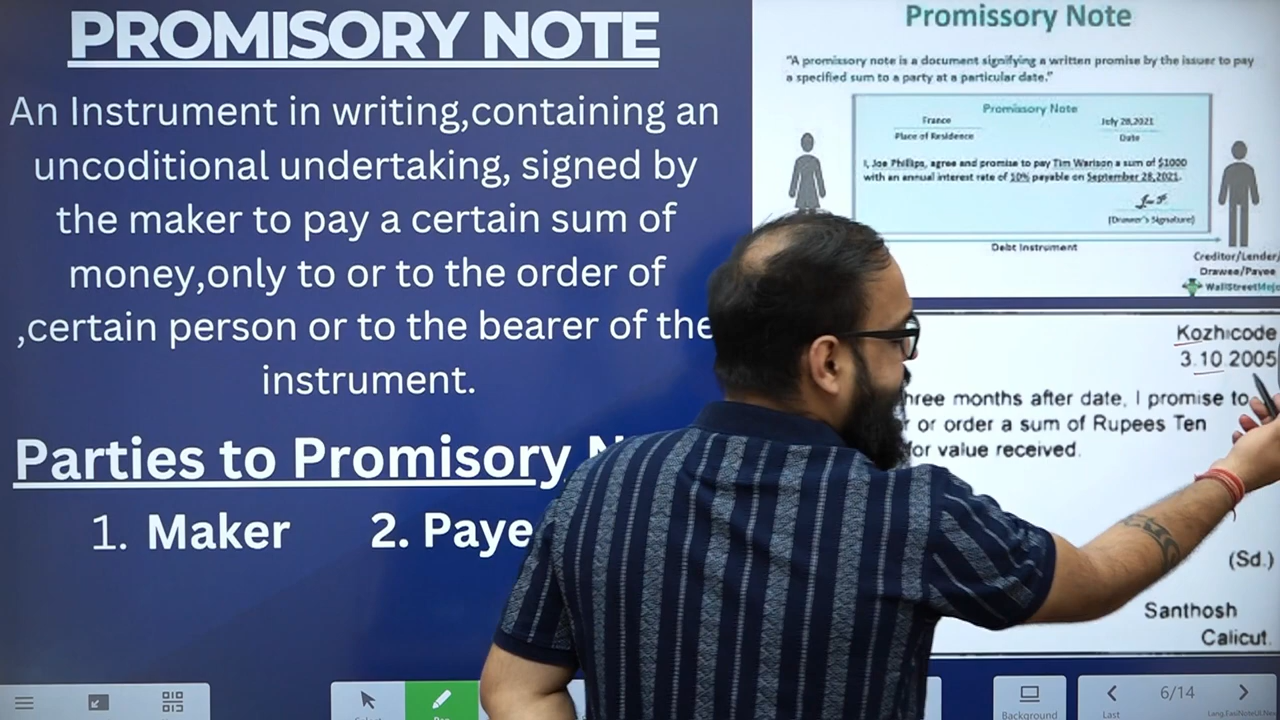 PROMISORY NOTE
An Instrument in writing,containing an
uncoditional undertaking, signed by
the maker to pay a certain sum of
money,only to or to the order of
,certain person or to the bearer of the
instrument.
Parties to Promisory
1. Maker 2. Paye
Promissory Note
"A promissory note is a document signifying a written promise by the issuer to pay
a specified sum to a party at a particular date."
Promissory Note
France
Place of Residence
July 28,2021
Date
I, Joe Phillips, agree and promise to pay Tim Warison a sum of $1000
with an annual interest rate of 10% payable on September 28,2021.
(Drawer's Signature)
Debt Instrument
Creditor/Lender/
Drawee/Payee
WallStreetMojo
Kozhicode
3.10 2005
hree months after date, I promise to
r or order a sum of Rupees Ten
for value received.
(Sd.)
Santhosh
Calicut.
Select
Pen
Background
Last
6/14